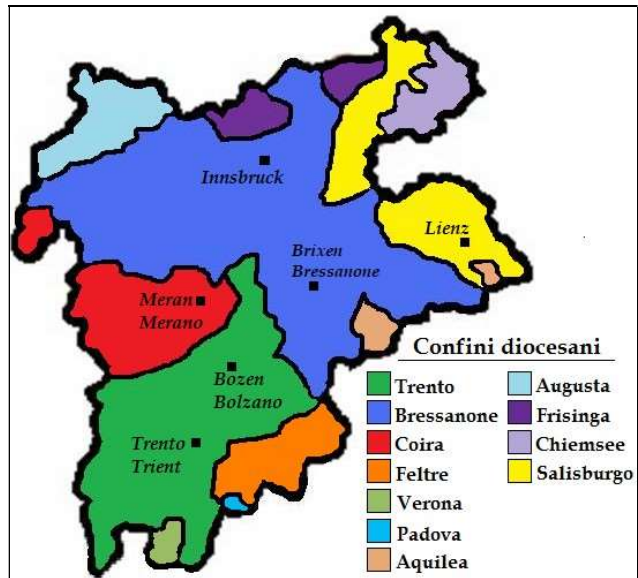 Innsbruck
Lienz
Brixen
Bressanone
Meran
Merano
Bozen
Bolzano
Trento
Trient
Confini diocesani
Trento
Bressanone
Coira
Feltre
Verona
Padova
Aquilea
Augusta
Frisinga
Chiemsee
Salisburgo